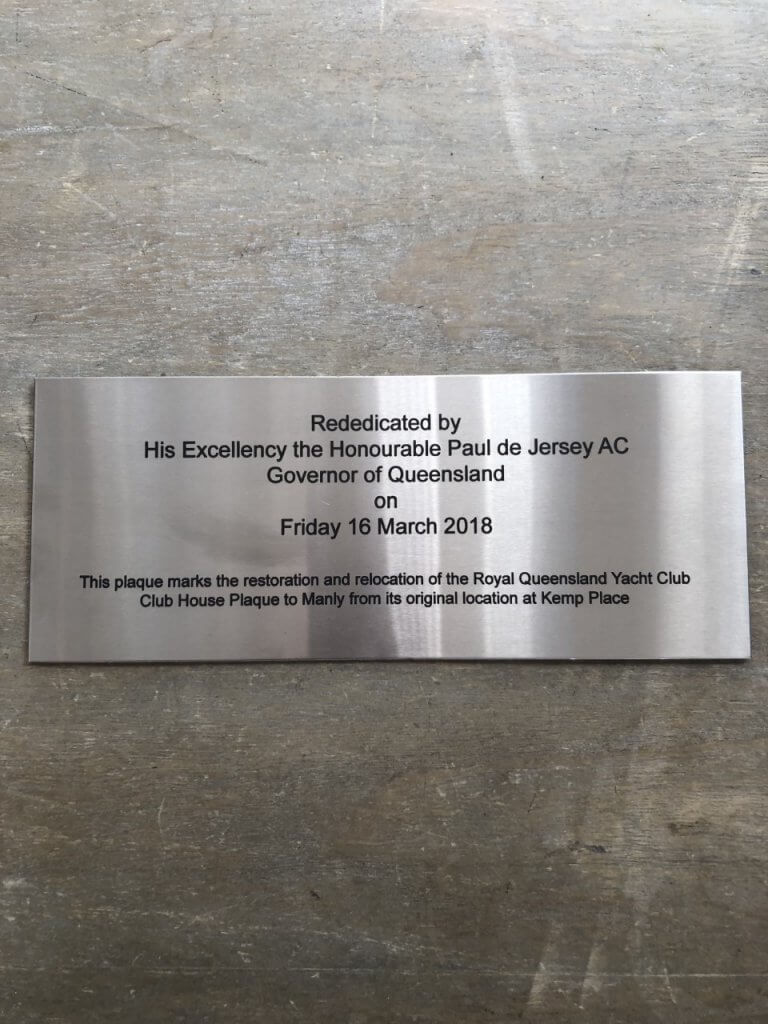 Rededicated by
His Excellency the Honourable Paul de Jersey AC
Governor of Queensland
on
Friday 16 March 2018
This plaque marks the restoration and relocation of the Royal Queensland Yacht Club
Club House Plaque to Manly from its original location at Kemp Place